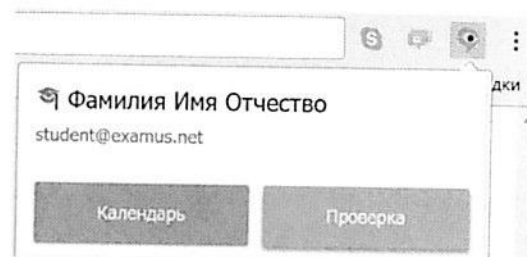 дки
Фамилия Имя Отчество
student@examus.net
Календарь Проверка